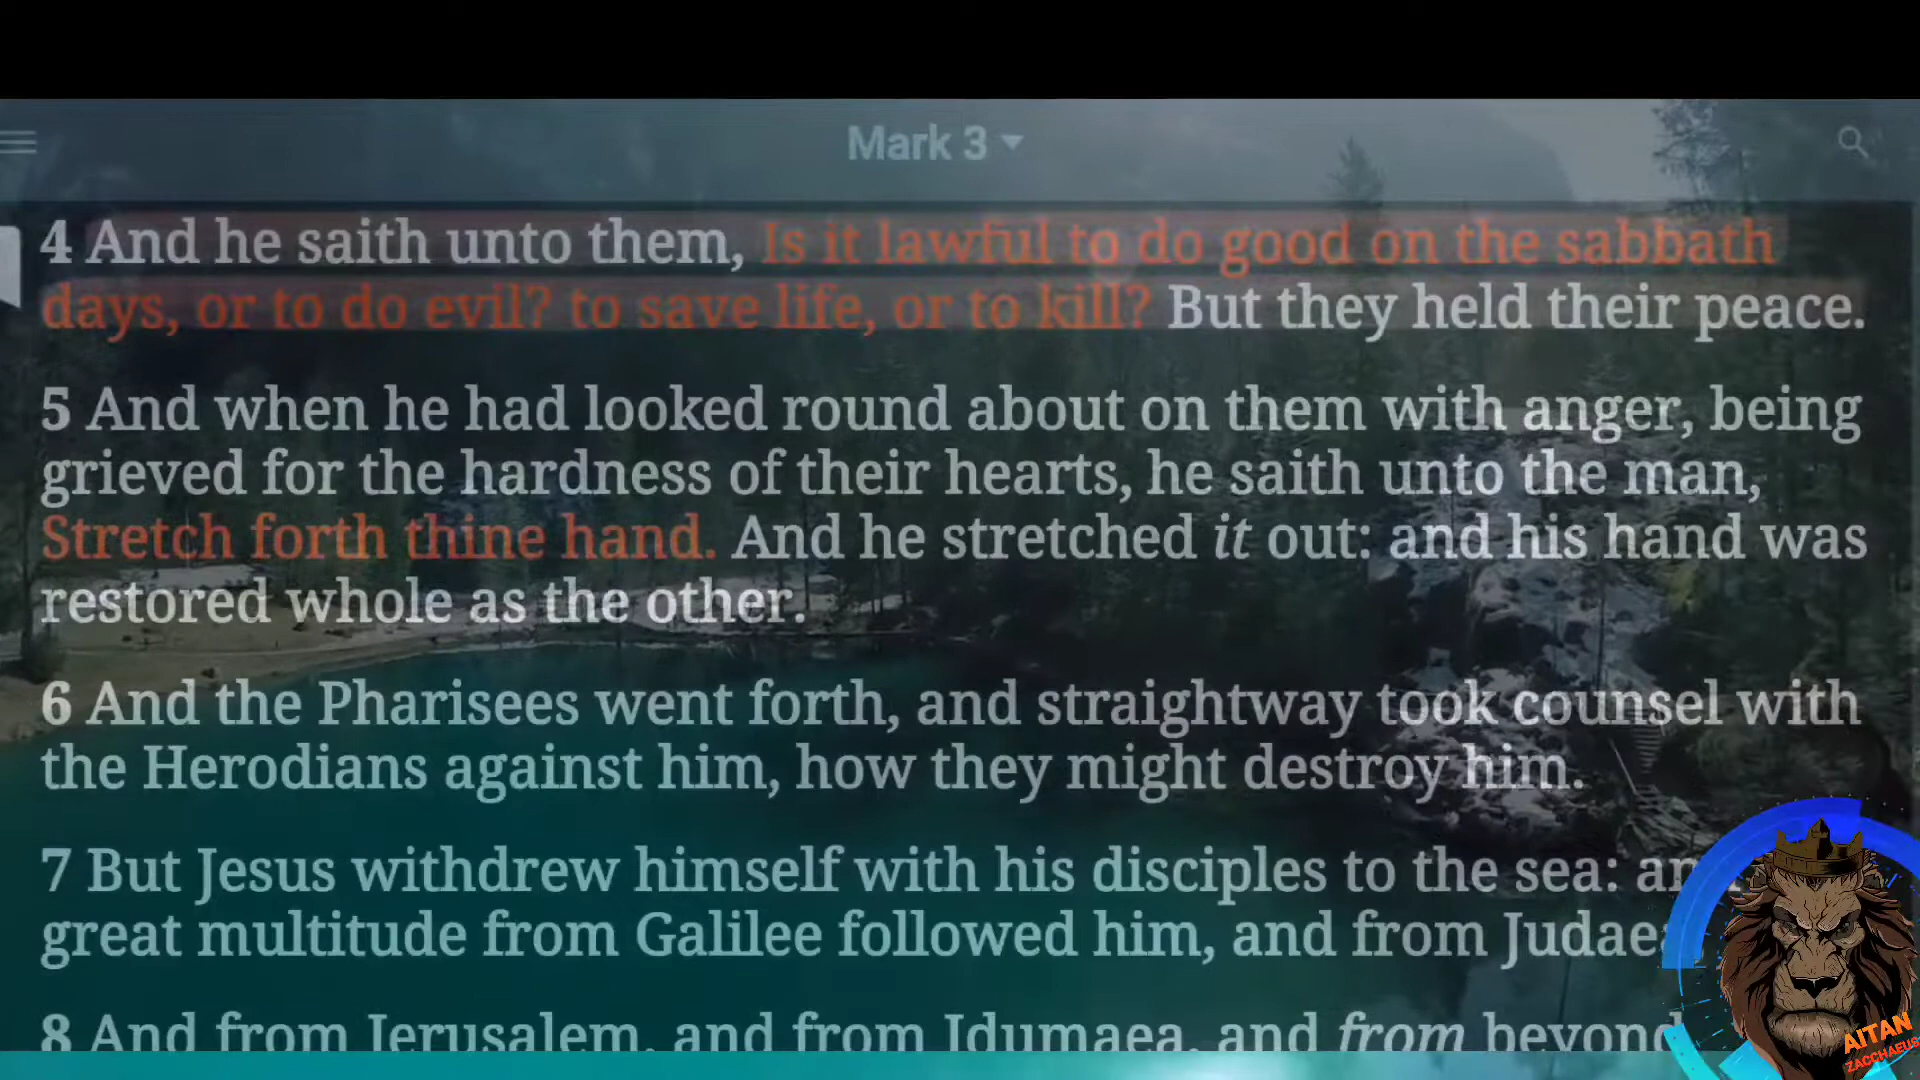 Mark 3
4 And he saith unto them, Is it lawful to do good on the sabbath
days, or to do evil? to save life, or to kill? But they held their peace.
5 And when he had looked round about on them with anger, being
grieved for the hardness of their hearts, he saith unto the man,
Stretch forth thine hand. And he stretched it out: and his hand was
restored whole as the other.
6 And the Pharisees went forth, and straightway took counsel with
the Herodians against him, how they might destroy him.
7 But Jesus withdrew himself with his disciples to the sea:
great multitude from Galilee followed him, and from
8 And from Jerusalem, and from Idumaea, and from beyond
AITAN
ZACCHAEUS